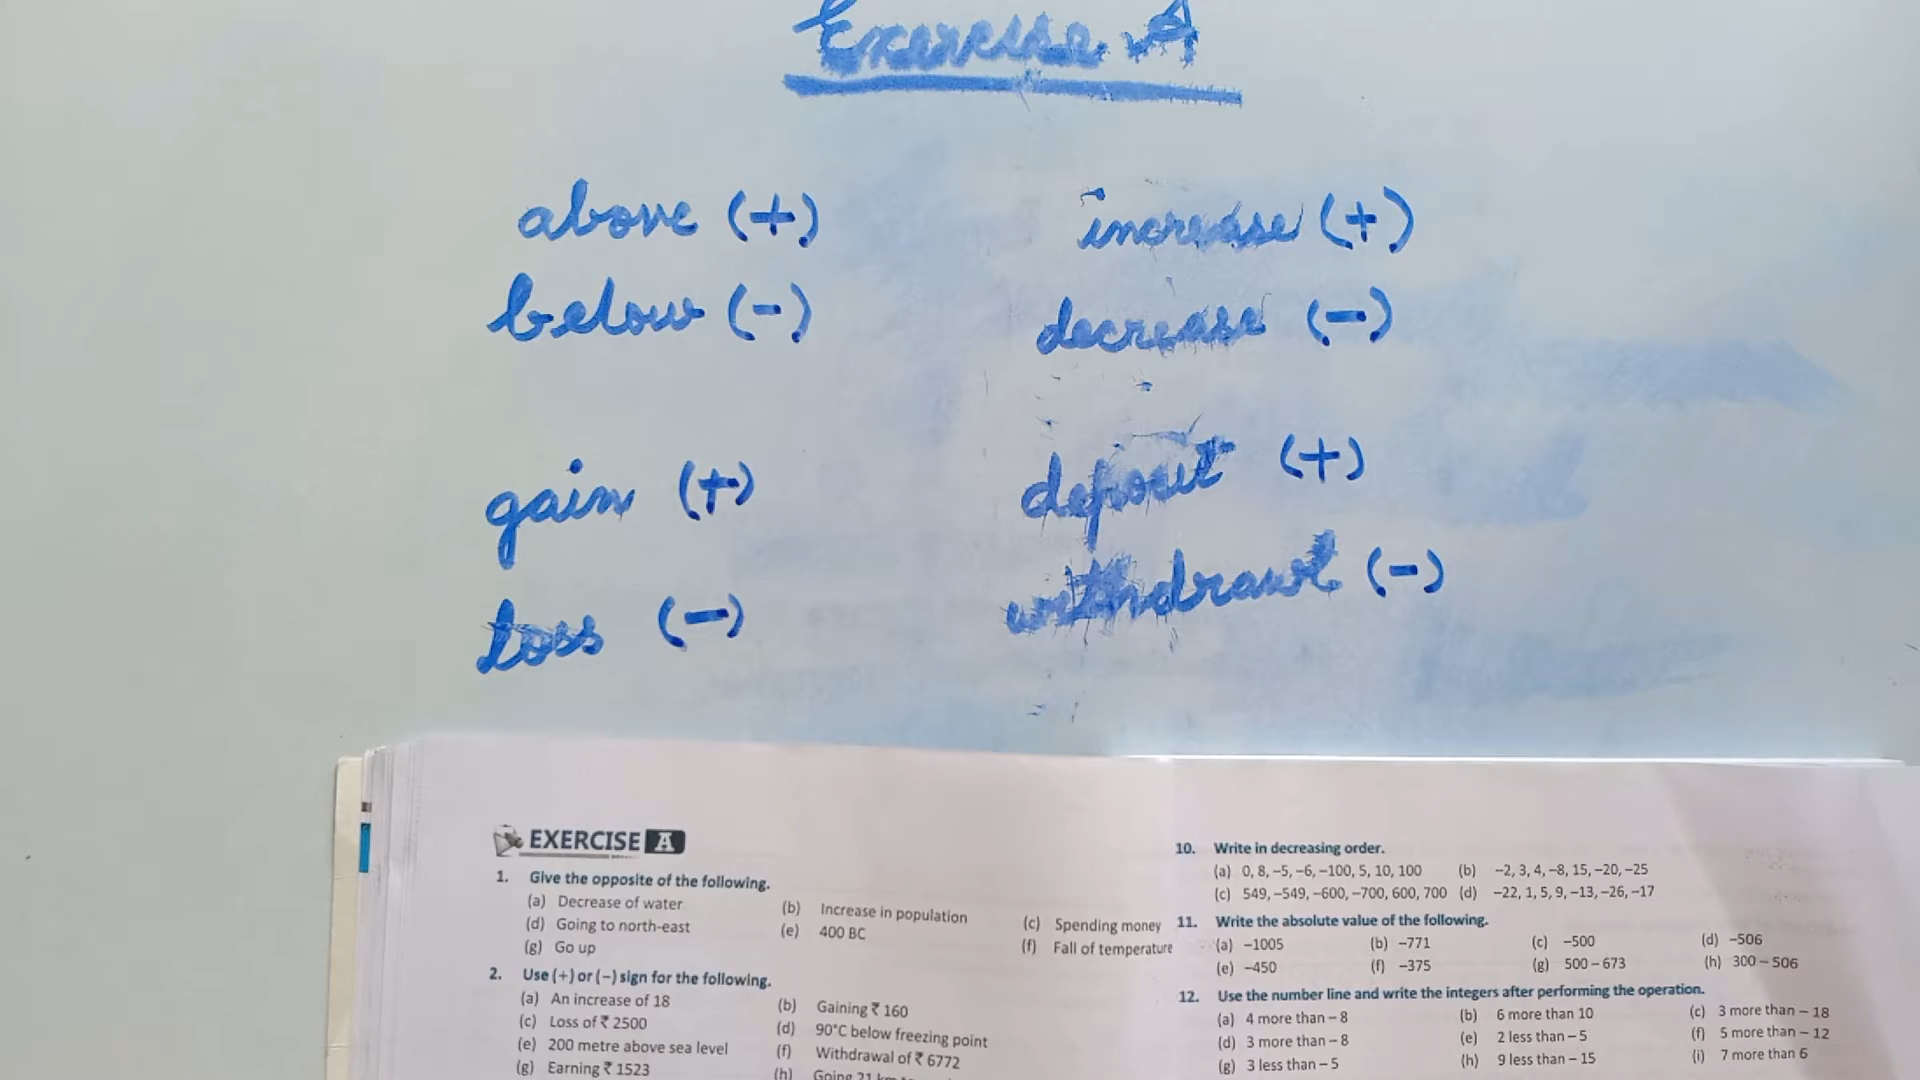 Exercise A
above (+)
below (-)
gain (+)
loss (-)
increase (+)
decrease (-)
deposit (+)
withdrawl (-)
EXERCISE A
1. Give the opposite of the following.
(a) Decrease of water (b) Increase in population (c) Spending money
(d) Going to north-east (e) 400 BC (f) Fall of temperature
(g) Go up
2. Use (+) or (−) sign for the following.
(a) An increase of 18 (b) Gaining ₹ 160
(c) Loss of ₹ 2500 (d) 90°C below freezing point
(e) 200 metre above sea level (f) Withdrawal of ₹ 6772
(g) Earning ₹ 1523 (h) Going 21 km
10. Write in decreasing order.
(a) 0, 8, −5, −6, −100, 5, 10, 100 (b) −2, 3, 4, −8, 15, −20, −25
(c) 549, −549, −600, −700, 600, 700 (d) −22, 1, 5, 9, −13, −26, −17
11. Write the absolute value of the following.
(a) −1005 (b) −771 (c) −500 (d) −506
(e) −450 (f) −375 (g) 500 − 673 (h) 300 − 506
12. Use the number line and write the integers after performing the operation.
(a) 4 more than − 8 (b) 6 more than 10 (c) 3 more than − 18
(d) 3 more than − 8 (e) 2 less than − 5 (f) 5 more than − 12
(g) 3 less than − 5 (h) 9 less than − 15 (i) 7 more than 6